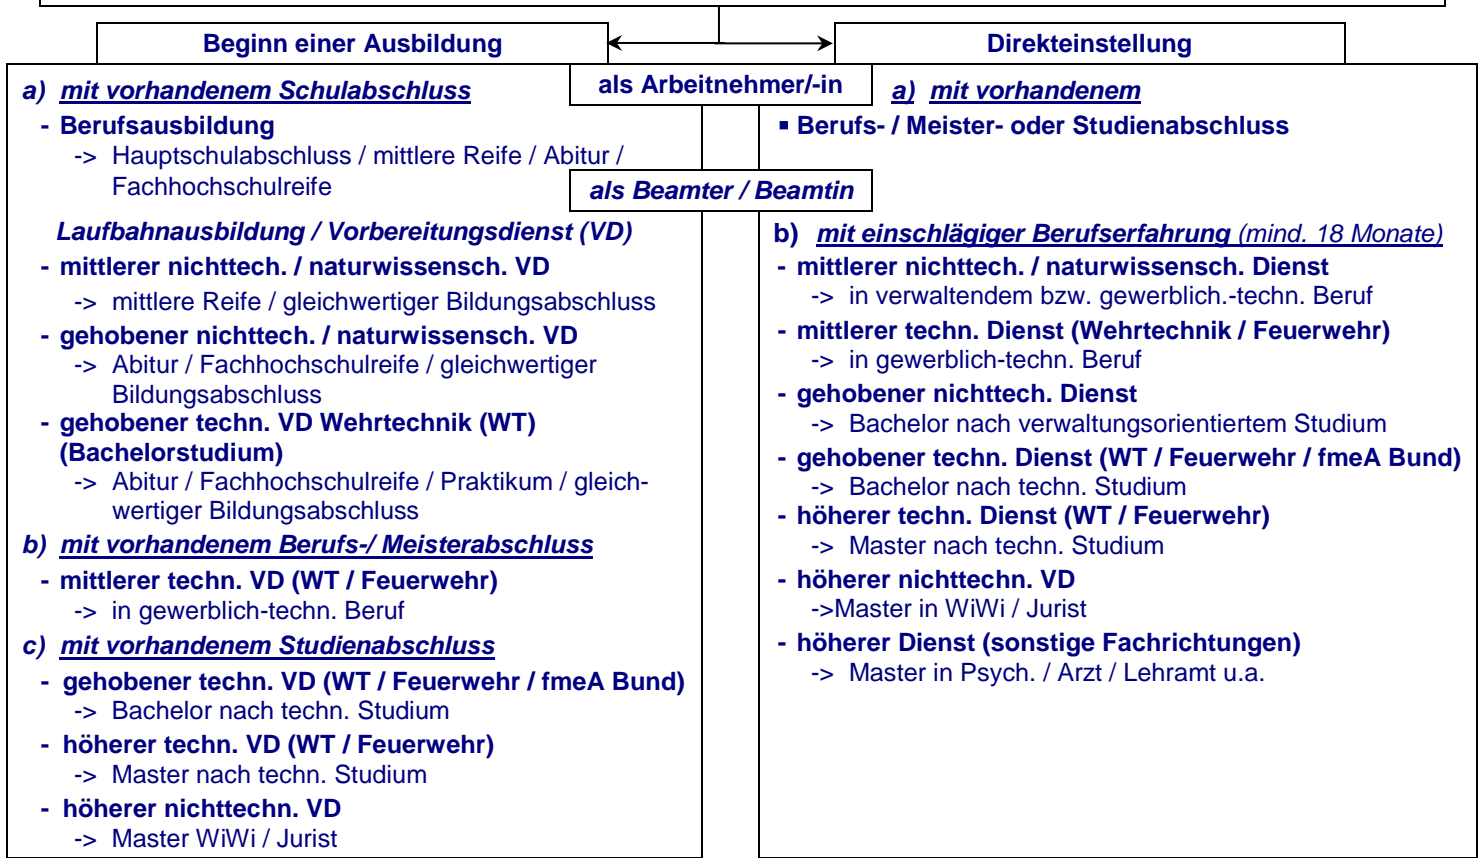 Beginn einer Ausbildung
Direkteinstellung
als Arbeitnehmer/-in
a) mit vorhandenem Schulabschluss
- Berufsausbildung
-> Hauptschulabschluss / mittlere Reife / Abitur /
Fachhochschulreife
als Beamter / Beamtin
Laufbahnausbildung / Vorbereitungsdienst (VD)
- mittlerer nichttech. / naturwissensch. VD
-> mittlere Reife / gleichwertiger Bildungsabschluss
- gehobener nichttech. / naturwissensch. VD
-> Abitur / Fachhochschulreife / gleichwertiger
Bildungsabschluss
- gehobener techn. VD Wehrtechnik (WT)
(Bachelorstudium)
-> Abitur / Fachhochschulreife / Praktikum / gleich-
wertiger Bildungsabschluss
b) mit vorhandenem Berufs-/ Meisterabschluss
- mittlerer techn. VD (WT / Feuerwehr)
-> in gewerblich-techn. Beruf
c) mit vorhandenem Studienabschluss
- gehobener techn. VD (WT / Feuerwehr / fmeA Bund)
-> Bachelor nach techn. Studium
- höherer techn. VD (WT / Feuerwehr)
-> Master nach techn. Studium
- höherer nichttechn. VD
-> Master WiWi / Jurist
a) mit vorhandenem
▪ Berufs- / Meister- oder Studienabschluss
b) mit einschlägiger Berufserfahrung (mind. 18 Monate)
- mittlerer nichttech. / naturwissensch. Dienst
-> in verwaltendem bzw. gewerblich.-techn. Beruf
- mittlerer techn. Dienst (Wehrtechnik / Feuerwehr)
-> in gewerblich-techn. Beruf
- gehobener nichttech. Dienst
-> Bachelor nach verwaltungsorientiertem Studium
- gehobener techn. Dienst (WT / Feuerwehr / fmeA Bund)
-> Bachelor nach techn. Studium
- höherer techn. Dienst (WT / Feuerwehr)
-> Master nach techn. Studium
- höherer nichttechn. VD
->Master in WiWi / Jurist
- höherer Dienst (sonstige Fachrichtungen)
-> Master in Psych. / Arzt / Lehramt u.a.